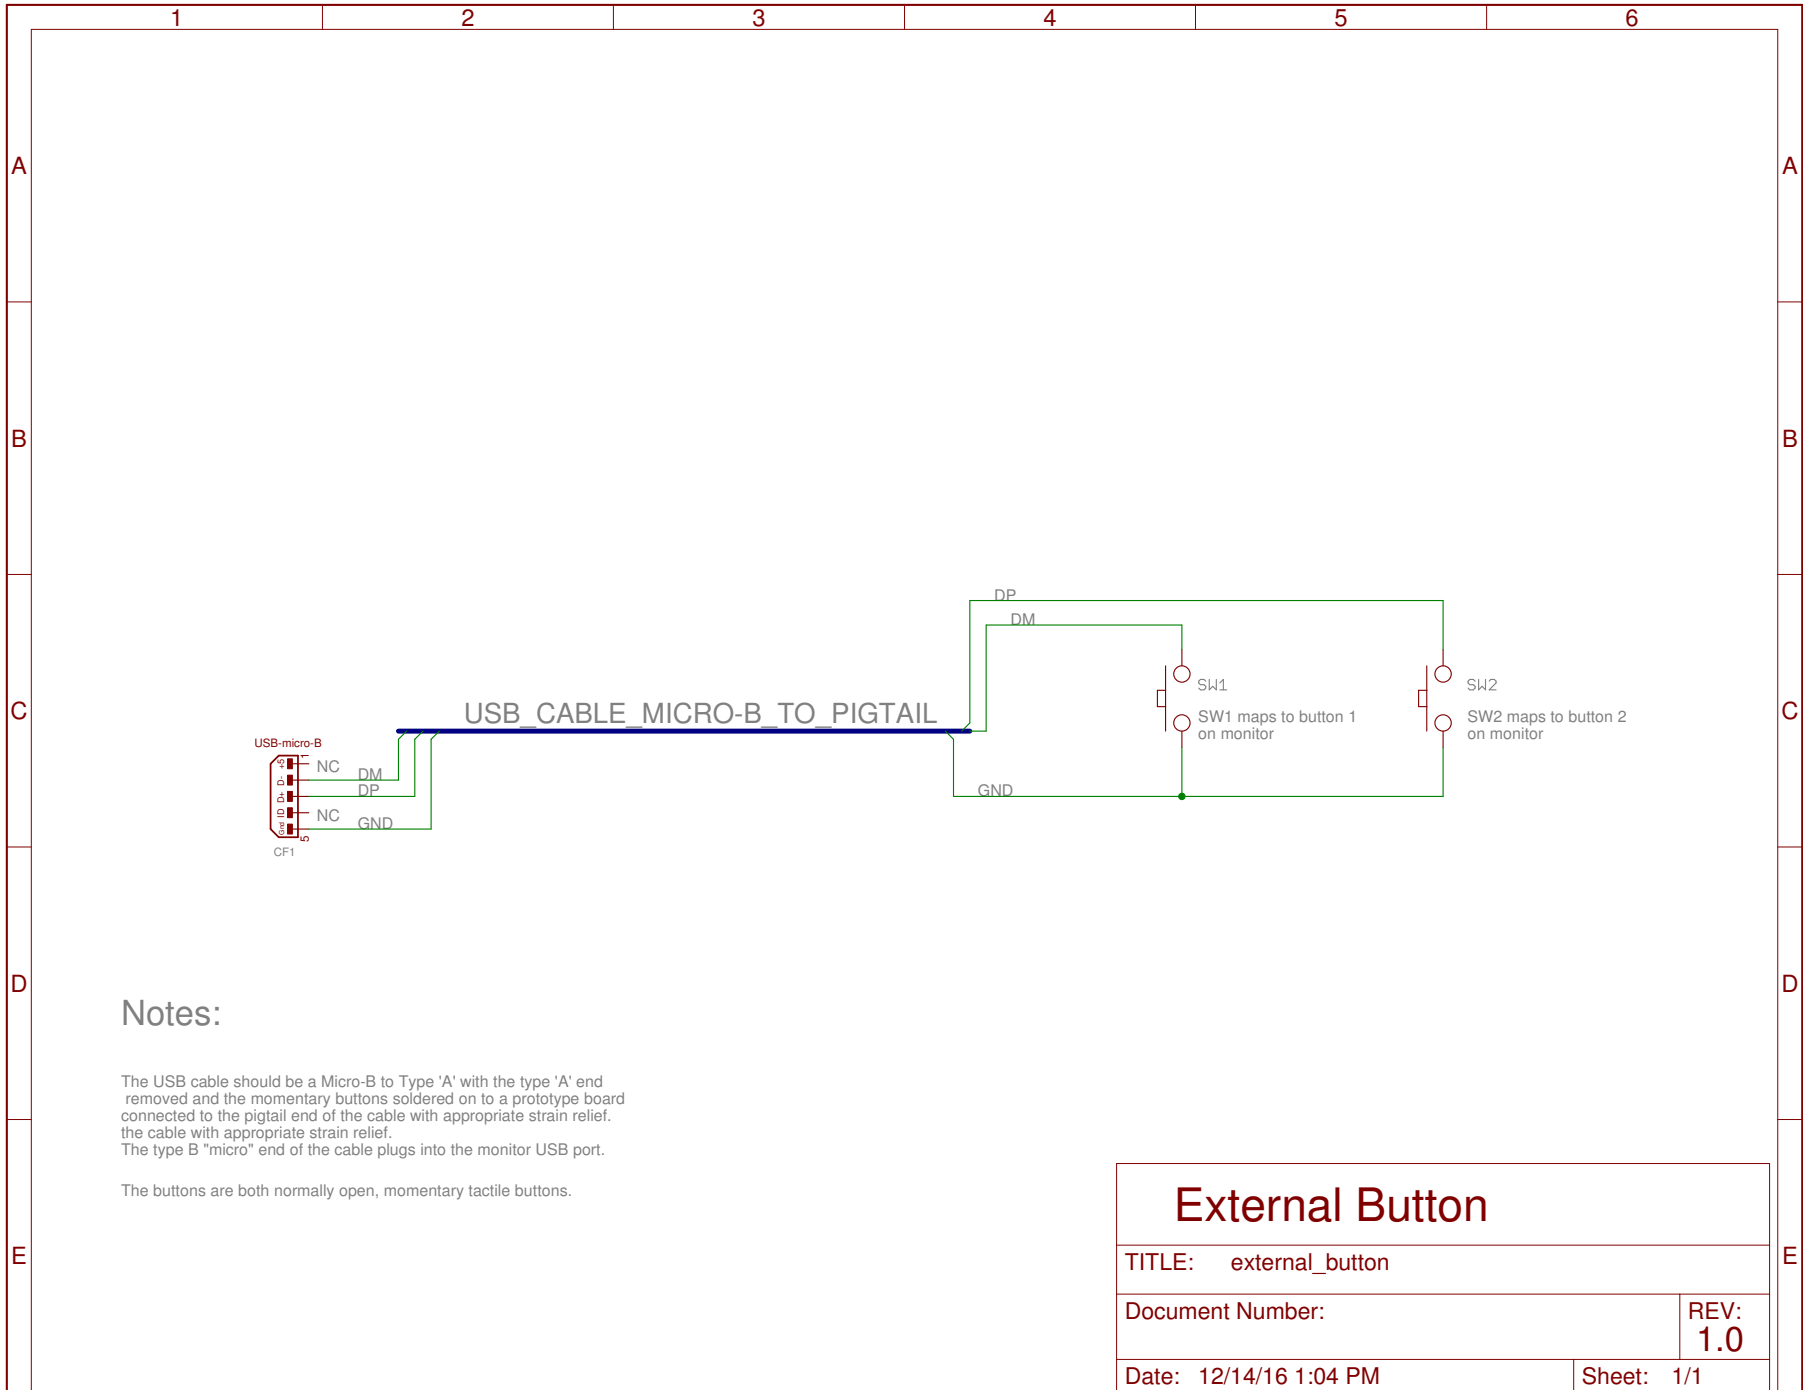 1 2 3 4 5 6
A A
B B
DP
DM
SW1
SW2
C C
USB_CABLE_MICRO-B_TO_PIGTAIL
SW1 maps to button 1
on monitor
SW2 maps to button 2
on monitor
USB-micro-B
1
+5 NC
D- DM
D+ DP
GND
ID NC
Gnd GND
5
CF1
D D
Notes:
The USB cable should be a Micro-B to Type 'A' with the type 'A' end
removed and the momentary buttons soldered on to a prototype board
connected to the pigtail end of the cable with appropriate strain relief.
the cable with appropriate strain relief.
The type B "micro" end of the cable plugs into the monitor USB port.
The buttons are both normally open, momentary tactile buttons.
External Button
E E
TITLE: external_button
Document Number:
REV:
1.0
Date: 12/14/16 1:04 PM
Sheet: 1/1